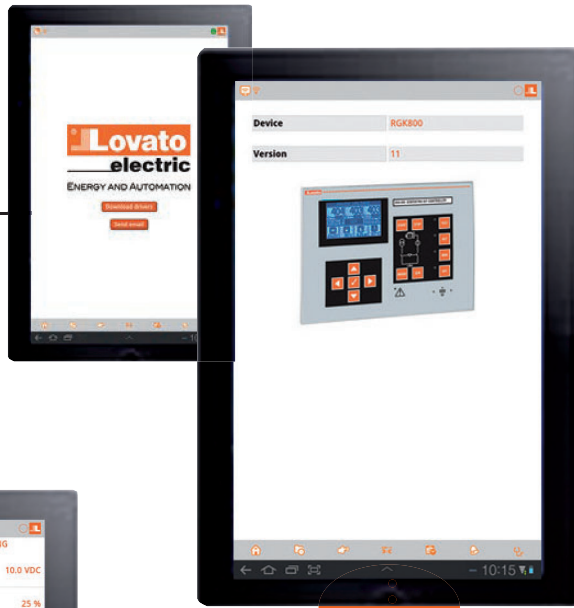 Lovato
electric
ENERGY AND AUTOMATION
Download drivers
Send email
Device RGK800
Version 11
10:15
10.0 VDC
25 %